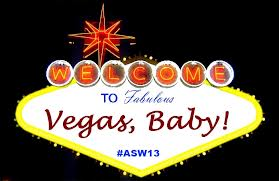 WELCOME
TO Fabulous
Vegas, Baby!
#ASW13